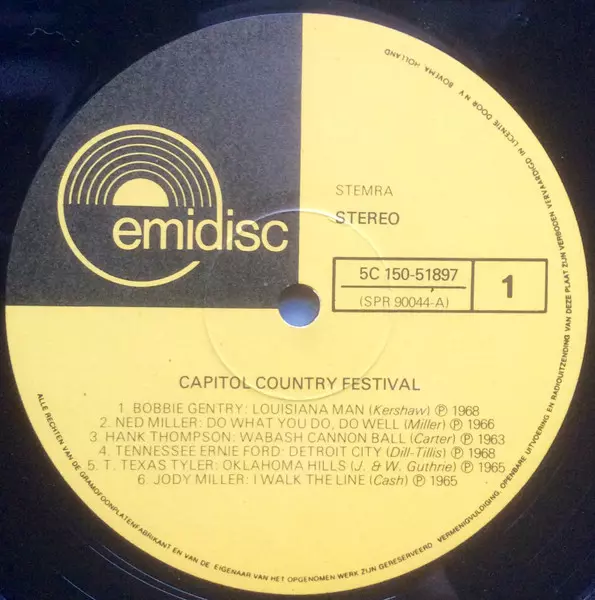 emidisc
STEMRA
STEREO
5C 150-51897
(SPR 90044-A)
1
CAPITOL COUNTRY FESTIVAL
1 BOBBIE GENTRY: LOUISIANA MAN (Kershaw) ℗ 1968
2. NED MILLER: DO WHAT YOU DO, DO WELL (Miller) ℗ 1966
3 HANK THOMPSON: WABASH CANNON BALL (Carter) ℗ 1963
4. TENNESSEE ERNIE FORD: DETROIT CITY (Dill-Tillis) ℗ 1968
5. T. TEXAS TYLER: OKLAHOMA HILLS (J. & W. Guthrie) ℗ 1965
6. JODY MILLER: I WALK THE LINE (Cash) ℗ 1965
ALLE RECHTEN VAN DE GRAMOFOONPLATENFABRIKANT EN VAN DE EIGENAAR VAN HET OPGENOMEN WERK ZIJN GERESERVEERD. VERMENIGVULDIGING, OPENBARE UITVOERING EN RADIOUITZENDING VAN DEZE PLAAT ZIJN VERBODEN VERVAARDIGD IN LICENTIE DOOR N.V. BOVEMA HOLLAND